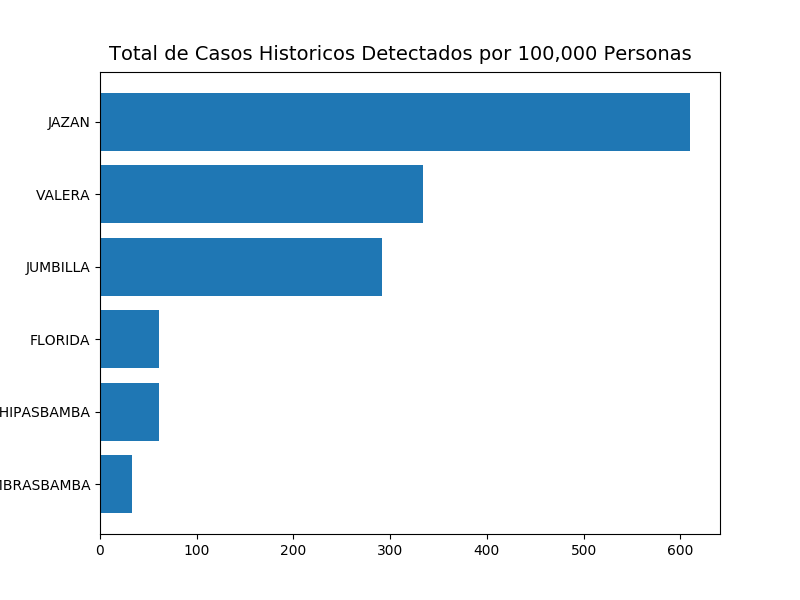 Total de Casos Historicos Detectados por 100,000 Personas
JAZAN
VALERA
JUMBILLA
FLORIDA
HIPASBAMBA
IBRASBAMBA
0 100 200 300 400 500 600